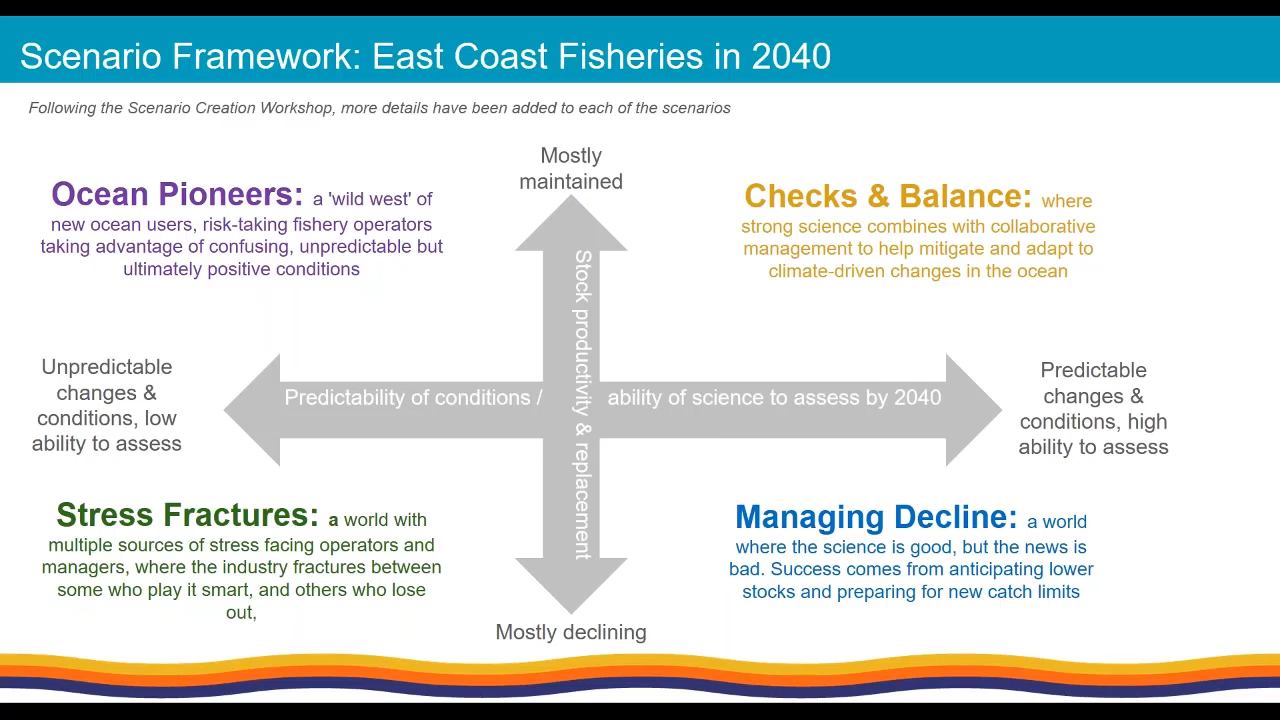 Scenario Framework: East Coast Fisheries in 2040
Following the Scenario Creation Workshop, more details have been added to each of the scenarios
Mostly
maintained
Ocean Pioneers: a 'wild west' of
new ocean users, risk-taking fishery operators
taking advantage of confusing, unpredictable but
ultimately positive conditions
Checks & Balance: where
strong science combines with collaborative
management to help mitigate and adapt to
climate-driven changes in the ocean
Stock productivity & replacement
Unpredictable
changes &
conditions, low
ability to assess
Predictability of conditions / ability of science to assess by 2040
Predictable
changes &
conditions, high
ability to assess
Stress Fractures: a world with
multiple sources of stress facing operators and
managers, where the industry fractures between
some who play it smart, and others who lose
out,
Managing Decline: a world
where the science is good, but the news is
bad. Success comes from anticipating lower
stocks and preparing for new catch limits
Mostly declining